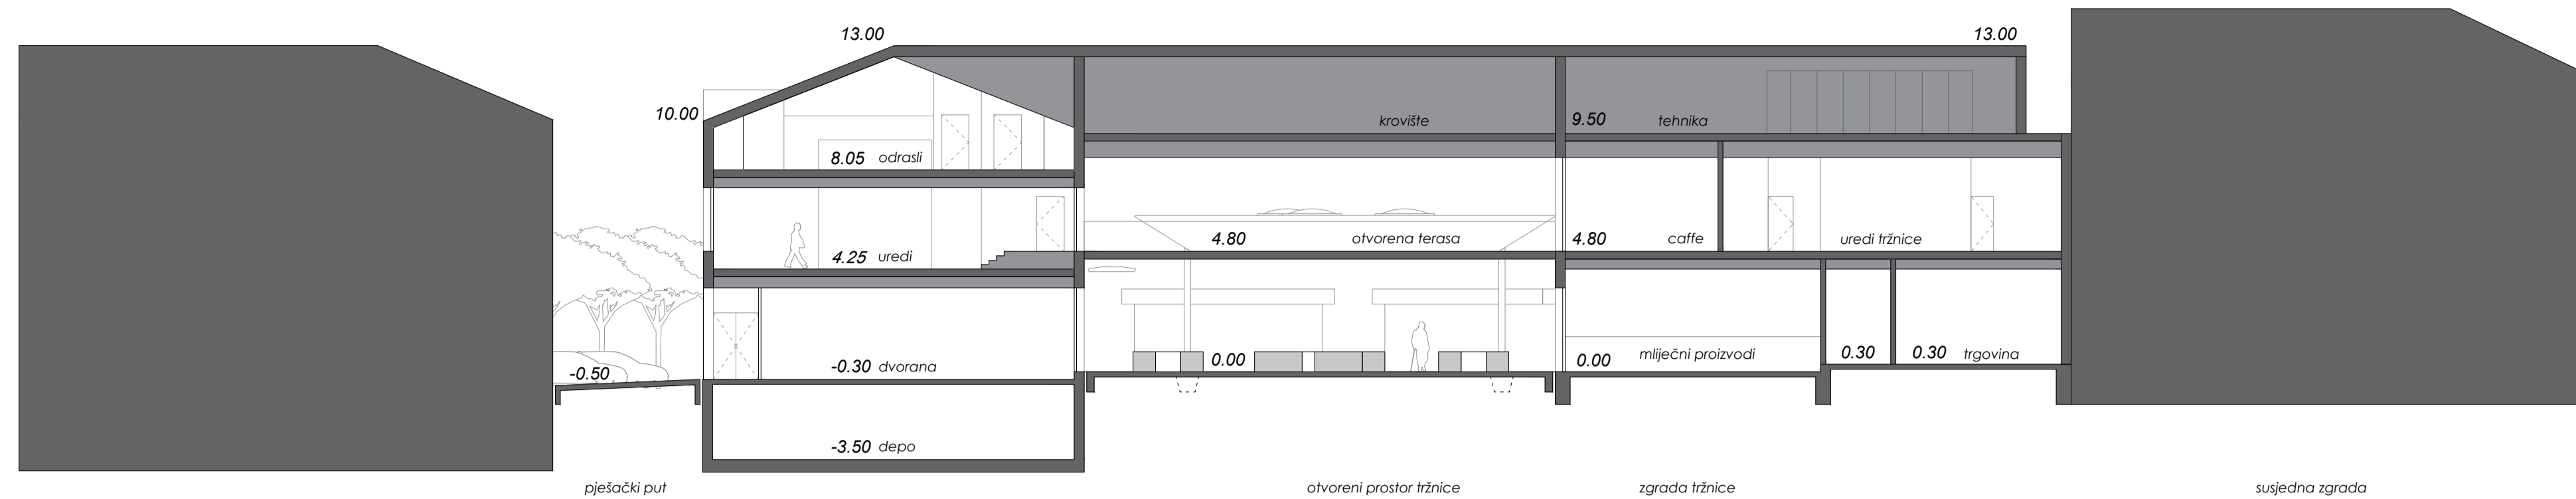 13.00
13.00
10.00
krovište
9.50 tehnika
8.05 odrasli
4.80 otvorena terasa
4.80 caffe
uredi tržnice
4.25 uredi
0.00
0.00 mliječni proizvodi
0.30
0.30 trgovina
-0.30 dvorana
-0.50
-3.50 depo
pješački put
otvoreni prostor tržnice
zgrada tržnice
susjedna zgrada